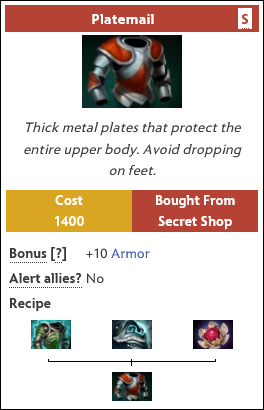 Platemail S
Thick metal plates that protect the
entire upper body. Avoid dropping
on feet.
Cost Bought From
1400 Secret Shop
Bonus [?] +10 Armor
Alert allies? No
Recipe